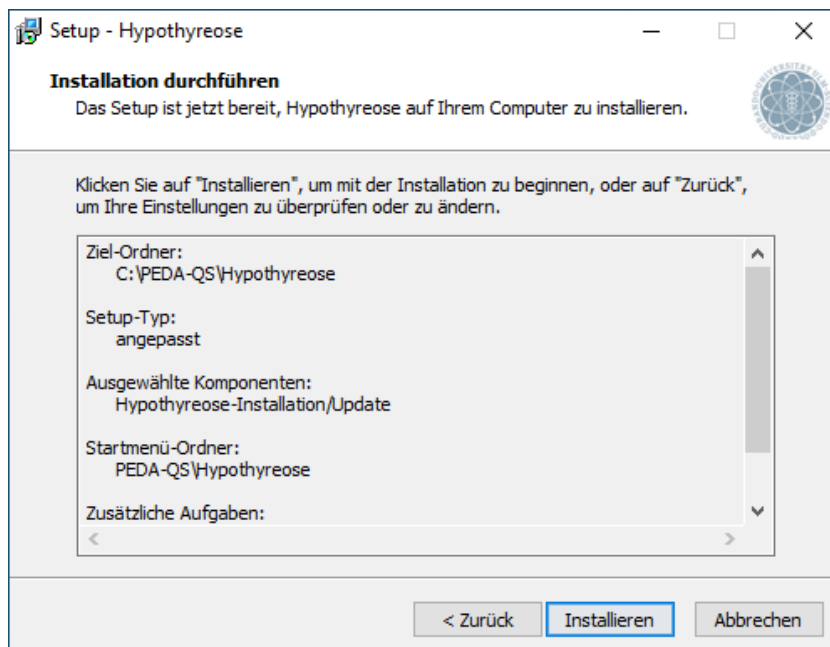 Setup - Hypothyreose
Installation durchführen
Das Setup ist jetzt bereit, Hypothyreose auf Ihrem Computer zu installieren.
Klicken Sie auf "Installieren", um mit der Installation zu beginnen, oder auf "Zurück",
um Ihre Einstellungen zu überprüfen oder zu ändern.
Ziel-Ordner:
C:\PEDA-QS\Hypothyreose
Setup-Typ:
angepasst
Ausgewählte Komponenten:
Hypothyreose-Installation/Update
Startmenü-Ordner:
PEDA-QS\Hypothyreose
Zusätzliche Aufgaben:
< Zurück
Installieren
Abbrechen